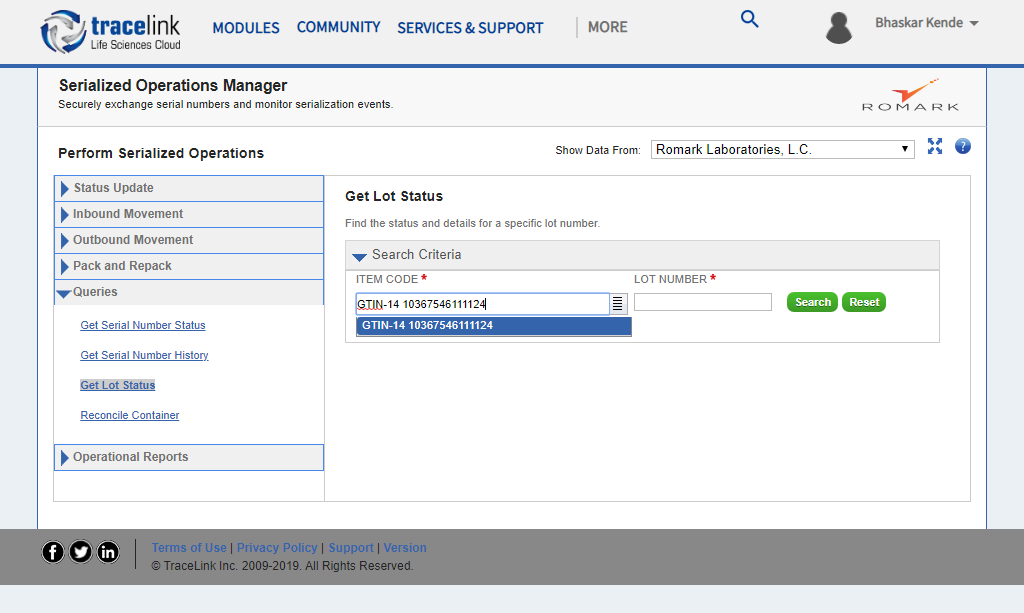 tracelink
Life Sciences Cloud
MODULES COMMUNITY SERVICES & SUPPORT MORE
Bhaskar Kende
Serialized Operations Manager
Securely exchange serial numbers and monitor serialization events.
ROMARK
Perform Serialized Operations
Show Data From: Romark Laboratories, L.C.
?
Status Update
Inbound Movement
Outbound Movement
Pack and Repack
Queries
Get Serial Number Status
Get Serial Number History
Get Lot Status
Reconcile Container
Operational Reports
Get Lot Status
Find the status and details for a specific lot number.
Search Criteria
ITEM CODE * LOT NUMBER *
GTIN-14 10367546111124 Search Reset
GTIN-14 10367546111124
Terms of Use | Privacy Policy | Support | Version
© TraceLink Inc. 2009-2019. All Rights Reserved.